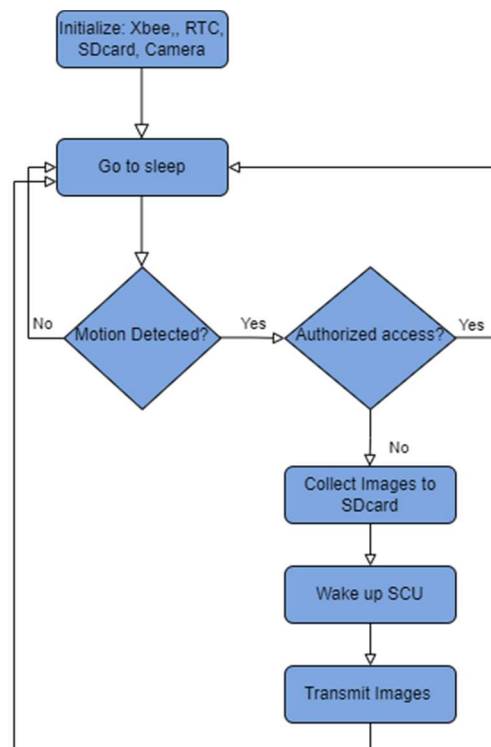 Initialize: Xbee,, RTC,
SDcard, Camera
Go to sleep
No
Motion Detected?
Yes
Authorized access?
Yes
No
Collect Images to
SDcard
Wake up SCU
Transmit Images